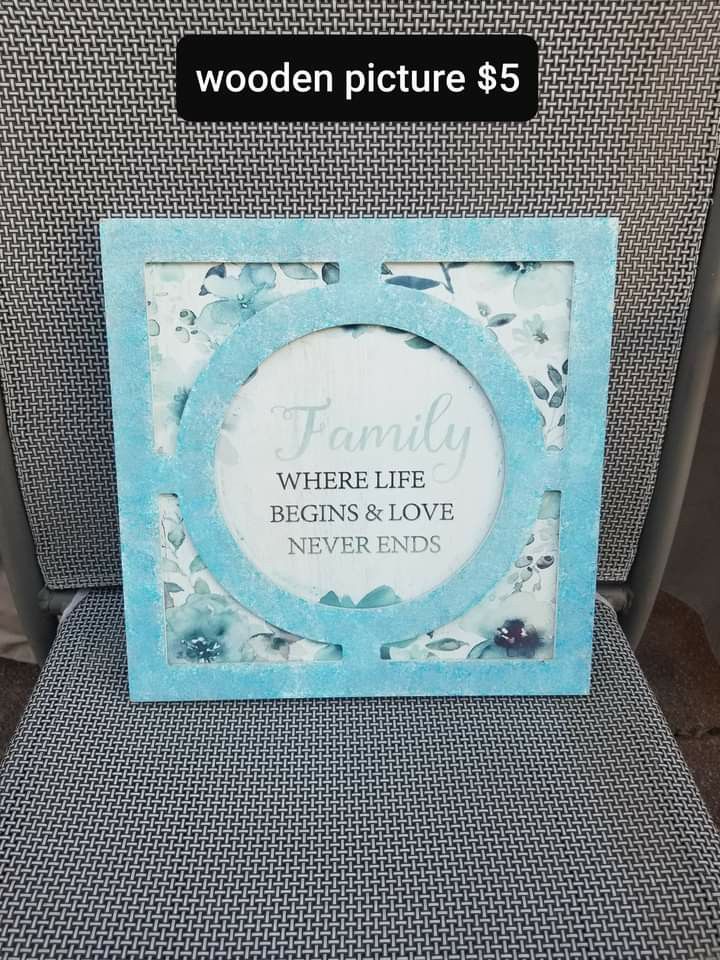 wooden picture $5
Family
WHERE LIFE
BEGINS & LOVE
NEVER ENDS